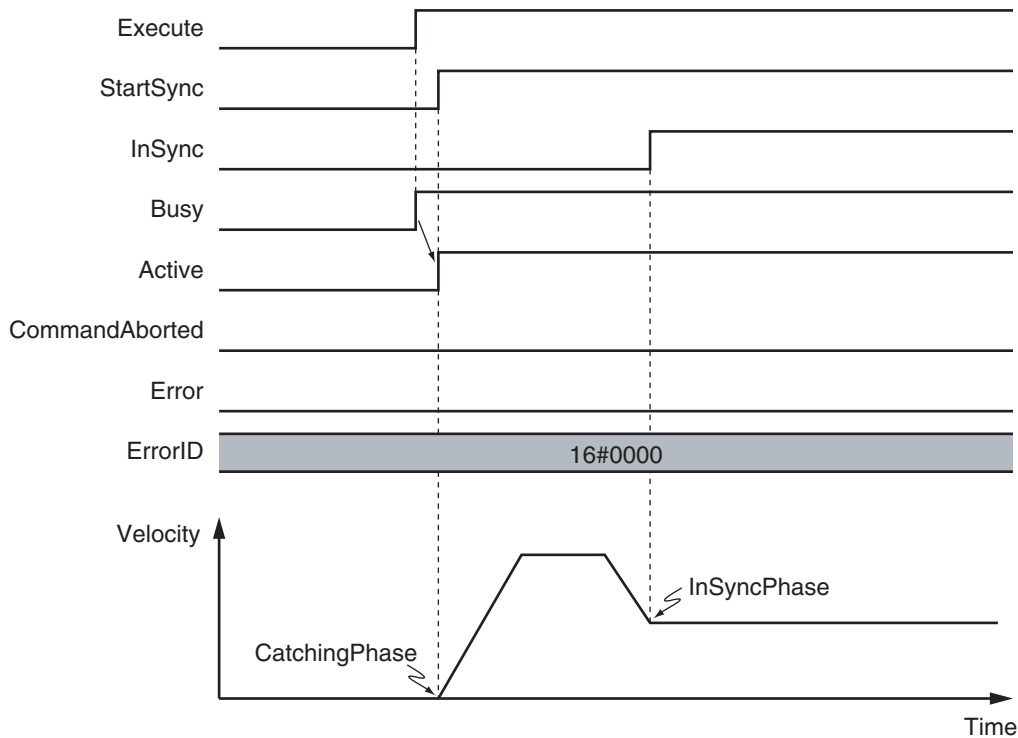 Execute
StartSync
InSync
Busy
Active
CommandAborted
Error
ErrorID
16#0000
Velocity
InSyncPhase
CatchingPhase
Time